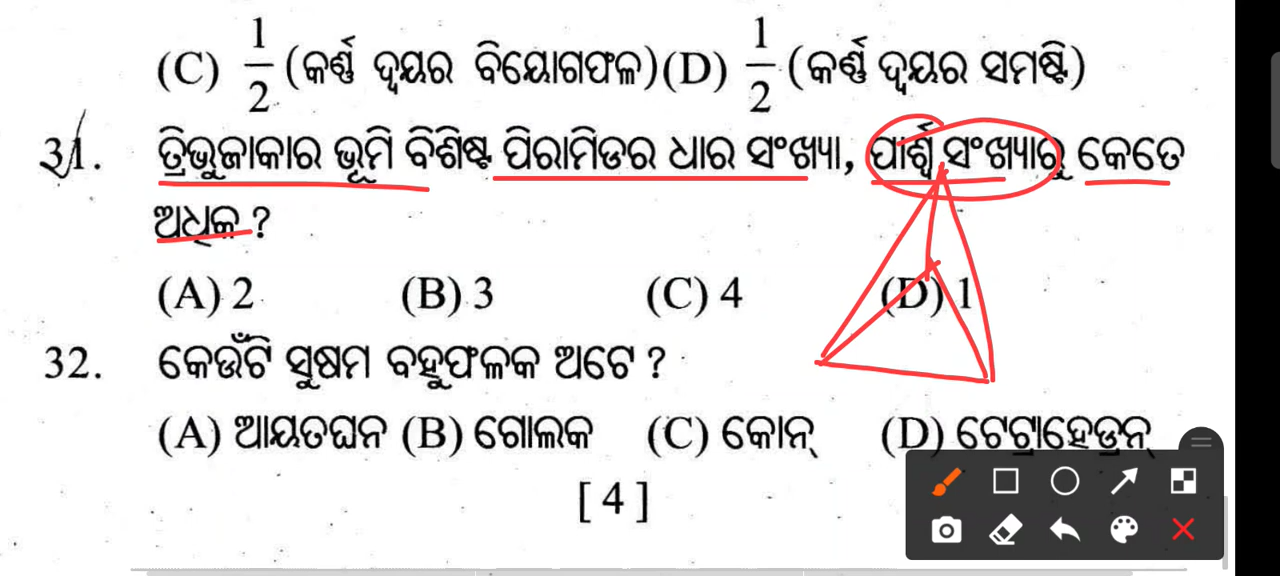 (C) 1/2 (କର୍ଣ୍ଣ ଦ୍ୱୟର ବିୟୋଗଫଳ) (D) 1/2 (କର୍ଣ୍ଣ ଦ୍ୱୟର ସମଷ୍ଟି)
31. ତ୍ରିଭୁଜାକାର ଭୂମି ବିଶିଷ୍ଟ ପିରାମିଡର ଧାର ସଂଖ୍ୟା, ପାର୍ଶ୍ୱ ସଂଖ୍ୟାରୁ କେତେ
ଅଧିକ ?
(A) 2 (B) 3 (C) 4 (D) 1
32. କେଉଁଟି ସୁଷମ ବହୁଫଳକ ଅଟେ ?
(A) ଆୟତଘନ (B) ଗୋଲକ (C) କୋନ୍ (D) ଟେଟ୍ରାହେଡ୍ରନ୍
[ 4 ]